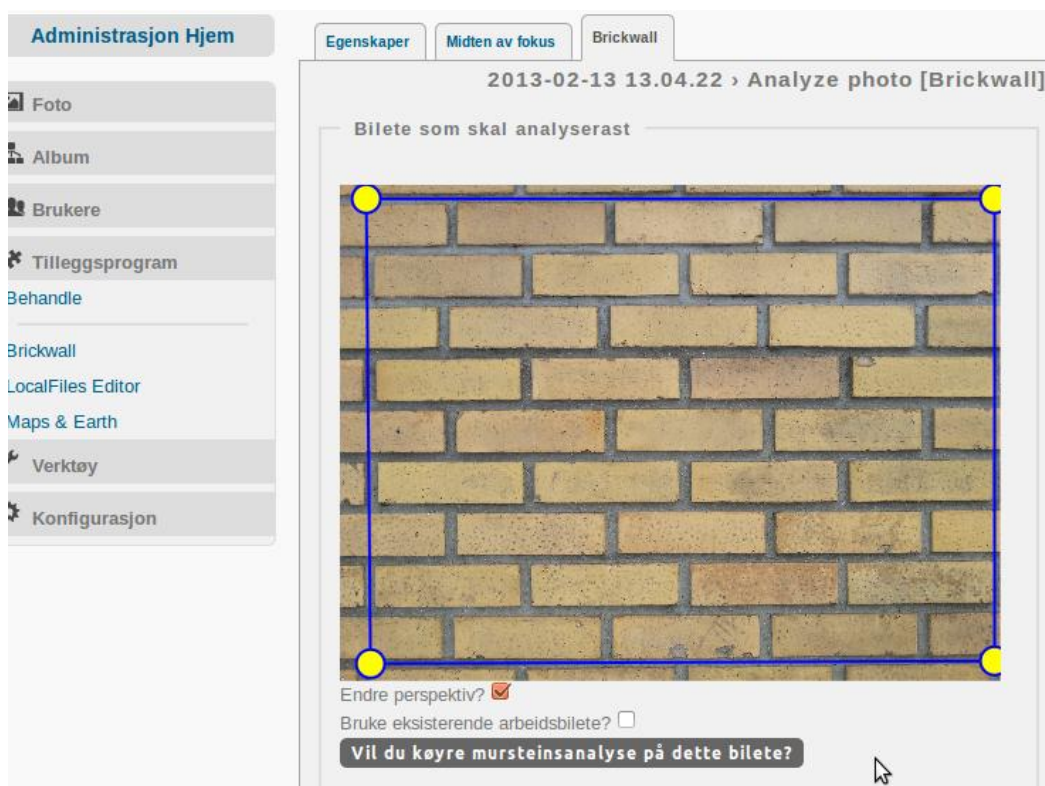 Administrasjon Hjem
Foto
Album
Brukere
Tilleggsprogram
Behandle
Brickwall
LocalFiles Editor
Maps & Earth
Verktøy
Konfigurasjon
Egenskaper
Midten av fokus
Brickwall
2013-02-13 13.04.22 › Analyze photo [Brickwall]
Bilete som skal analyserast
Endre perspektiv?
Bruke eksisterende arbeidsbilete?
Vil du køyre mursteinsanalyse på dette bilete?